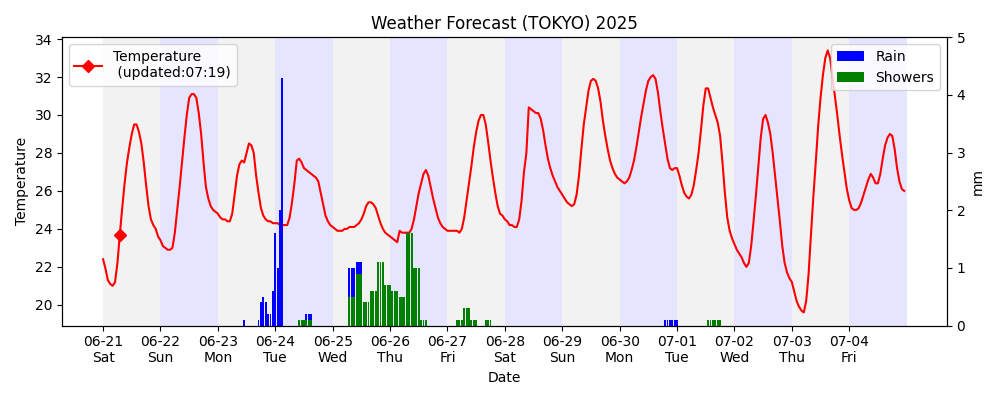 Weather Forecast (TOKYO) 2025
Temperature
(updated:07:19)
Rain
Showers
Temperature
34
32
30
28
26
24
22
20
5
4
3
2
1
0
mm
06-21 06-22 06-23 06-24 06-25 06-26 06-27 06-28 06-29 06-30 07-01 07-02 07-03 07-04
Sat Sun Mon Tue Wed Thu Fri Sat Sun Mon Tue Wed Thu Fri
Date